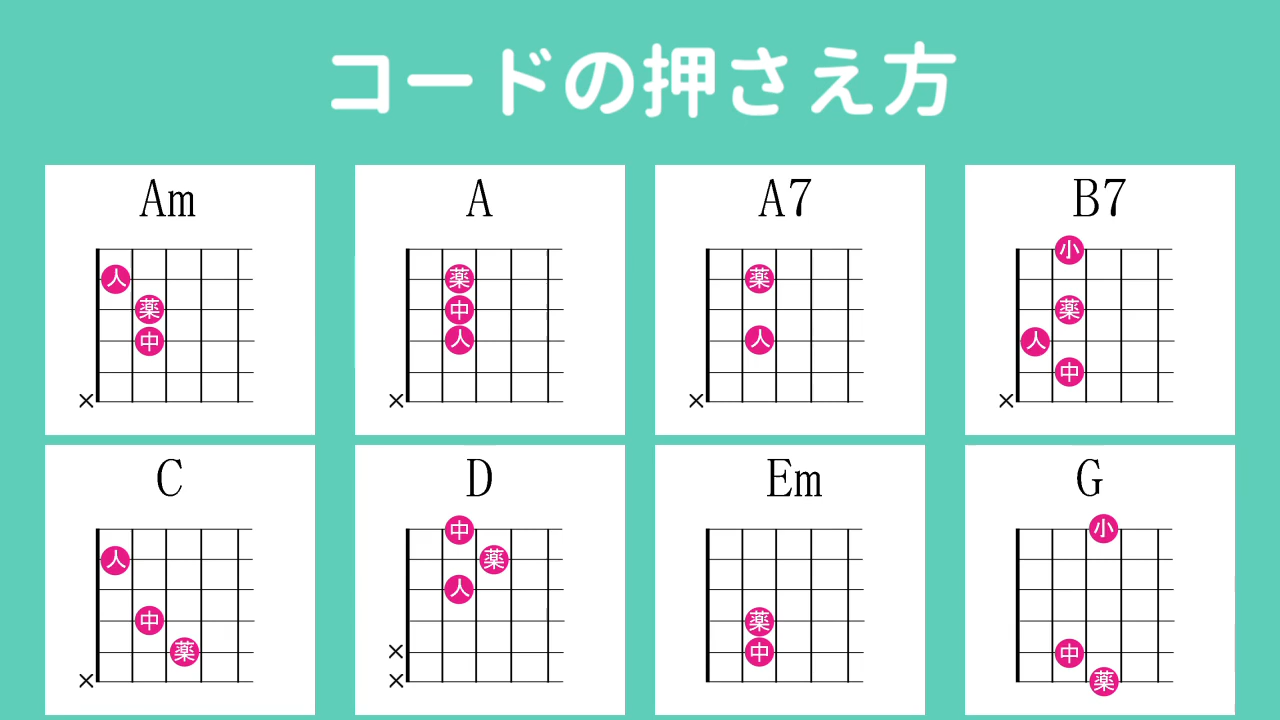 コードの押さえ方
Am
人
薬
中
×
A
薬
中
人
×
A7
薬
人
×
B7
小
薬
人
中
×
C
人
中
薬
×
D
中
薬
人
×
×
Em
薬
中
G
小
中
薬